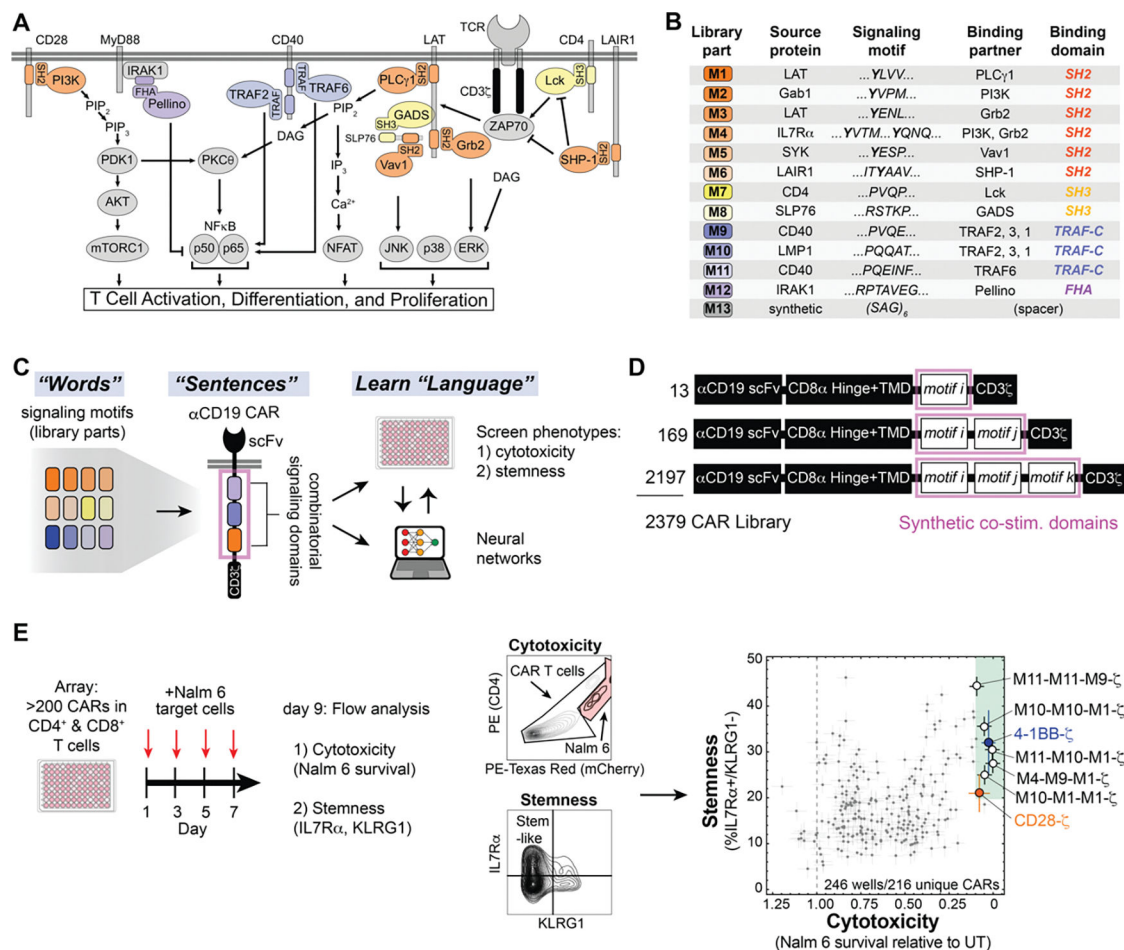 A
CD28
MyD88
CD40
LAT
TCR
CD4
LAIR1
SH2
PI3K
IRAK1
FHA
Pellino
TRAF2
TRAF
TRAF
TRAF6
PLCγ1
SH2
CD3ζ
Lck
SH3
PIP2
PIP3
PIP2
DAG
GADS
SH3
SLP76
SH2
Vav1
Grb2
SH2
ZAP70
SHP-1
SH2
PDK1
PKCθ
IP3
DAG
AKT
Ca2+
mTORC1
NFκB
p50
p65
NFAT
JNK
p38
ERK
T Cell Activation, Differentiation, and Proliferation
B
Library part Source protein Signaling motif Binding partner Binding domain
M1 LAT ...YLVV... PLCγ1 SH2
M2 Gab1 ...YVPM... PI3K SH2
M3 LAT ...YENL... Grb2 SH2
M4 IL7Rα ...YVTM...YQNQ... PI3K, Grb2 SH2
M5 SYK ...YESP... Vav1 SH2
M6 LAIR1 ...ITYAAV... SHP-1 SH2
M7 CD4 ...PVQP... Lck SH3
M8 SLP76 ...RSTKP... GADS SH3
M9 CD40 ...PVQE... TRAF2, 3, 1 TRAF-C
M10 LMP1 ...PQQAT... TRAF2, 3, 1 TRAF-C
M11 CD40 ...PQEINF... TRAF6 TRAF-C
M12 IRAK1 ...RPTAVEG... Pellino FHA
M13 synthetic (SAG)6 (spacer)
C
"Words"
signaling motifs
(library parts)
"Sentences"
αCD19 CAR
scFv
combinatorial
signaling domains
CD3ζ
Learn "Language"
Screen phenotypes:
1) cytotoxicity
2) stemness
Neural
networks
D
13 αCD19 scFv CD8α Hinge+TMD motif i CD3ζ
169 αCD19 scFv CD8α Hinge+TMD motif i motif j CD3ζ
2197 αCD19 scFv CD8α Hinge+TMD motif i motif j motif k CD3ζ
2379 CAR Library
Synthetic co-stim. domains
E
Array:
>200 CARs in
CD4+ & CD8+
T cells
+Nalm 6
target cells
1 3 5 7
Day
day 9: Flow analysis
1) Cytotoxicity
(Nalm 6 survival)
2) Stemness
(IL7Rα, KLRG1)
Cytotoxicity
PE (CD4)
CAR T cells
Nalm 6
PE-Texas Red (mCherry)
Stemness
Stem
-like
IL7Rα
KLRG1
Stemness
(%IL7Rα+/KLRG1-)
50
40
30
20
10
0
M11-M11-M9-ζ
M10-M10-M1-ζ
4-1BB-ζ
M11-M10-M1-ζ
M4-M9-M1-ζ
M10-M1-M1-ζ
CD28-ζ
246 wells/216 unique CARs
1.25 1.00 0.75 0.50 0.25 0
Cytotoxicity
(Nalm 6 survival relative to UT)